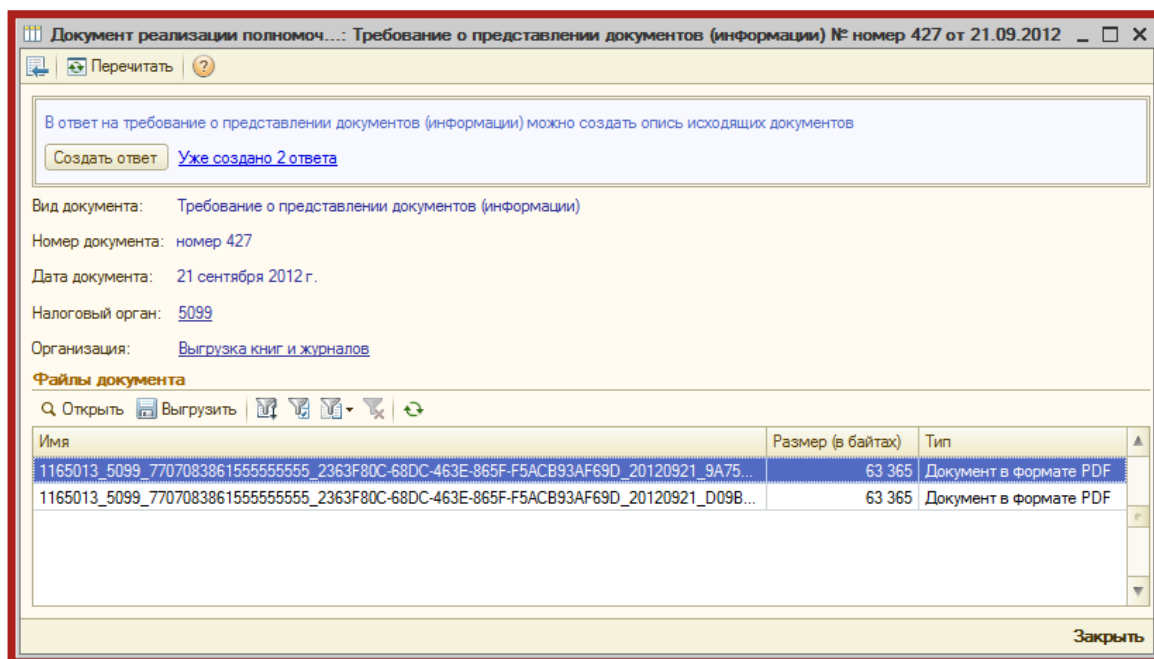 Документ реализации полномоч...: Требование о представлении документов (информации) № номер 427 от 21.09.2012
Перечитать
В ответ на требование о представлении документов (информации) можно создать опись исходящих документов
Создать ответ Уже создано 2 ответа
Вид документа: Требование о представлении документов (информации)
Номер документа: номер 427
Дата документа: 21 сентября 2012 г.
Налоговый орган: 5099
Организация: Выгрузка книг и журналов
Файлы документа
Открыть Выгрузить
Имя Размер (в байтах) Тип
1165013_5099_7707083861555555555_2363F80C-68DC-463E-865F-F5ACB93AF69D_20120921_9A75... 63 365 Документ в формате PDF
1165013_5099_7707083861555555555_2363F80C-68DC-463E-865F-F5ACB93AF69D_20120921_D09B... 63 365 Документ в формате PDF
Закрыть